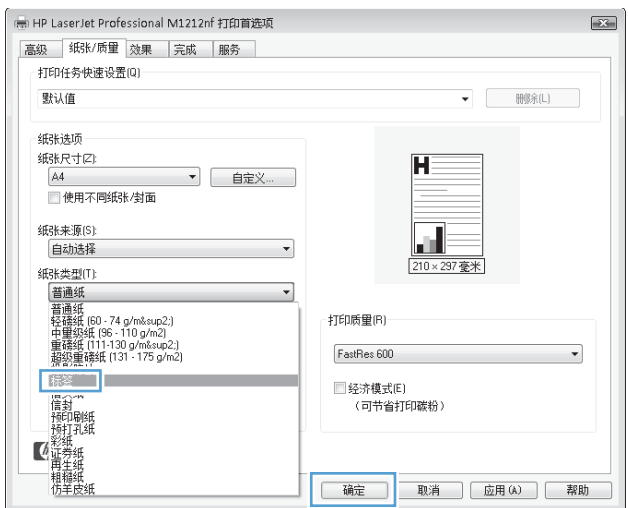 HP LaserJet Professional M1212nf 打印首选项
高级 纸张/质量 效果 完成 服务
打印任务快速设置(Q)
默认值
删除(L)
纸张选项
纸张尺寸(Z):
A4
自定义...
使用不同纸张/封面
纸张来源(S):
自动选择
纸张类型(T):
普通纸
普通纸
轻磅纸 (60 - 74 g/m&sup2;)
中量级纸 (96 - 110 g/m2)
重磅纸 (111-130 g/m&sup2;)
超级重磅纸 (131 - 175 g/m2)
标签
信封
预印刷纸
预打孔纸
彩纸
证券纸
再生纸
粗糙纸
仿羊皮纸
H
210 × 297 毫米
打印质量(R)
FastRes 600
经济模式(E)
(可节省打印碳粉)
确定 取消 应用(A) 帮助